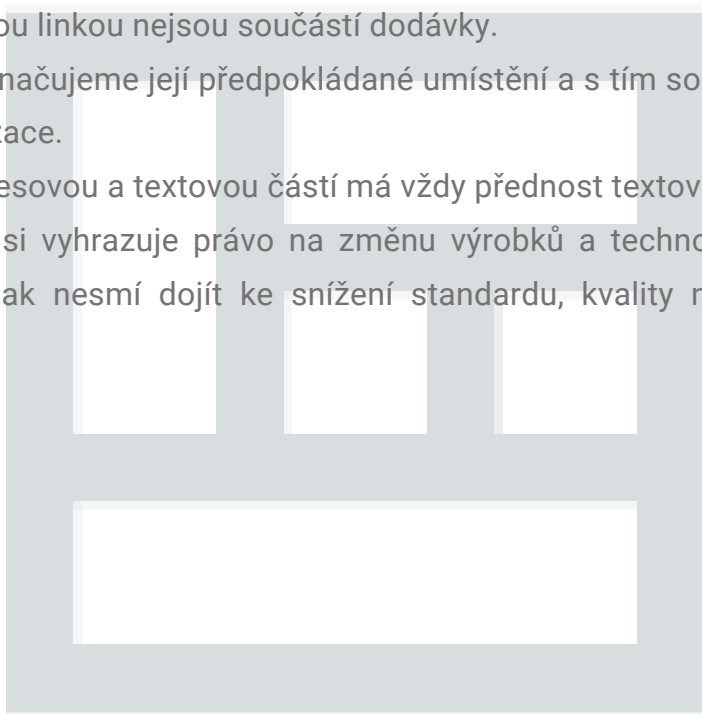 ou linkou nejsou součástí dodávky.
načujeme její předpokládané umístění a s tím so
tace.
esovou a textovou částí má vždy přednost textov
si vyhrazuje právo na změnu výrobků a techno
ak nesmí dojít ke snížení standardu, kvality n